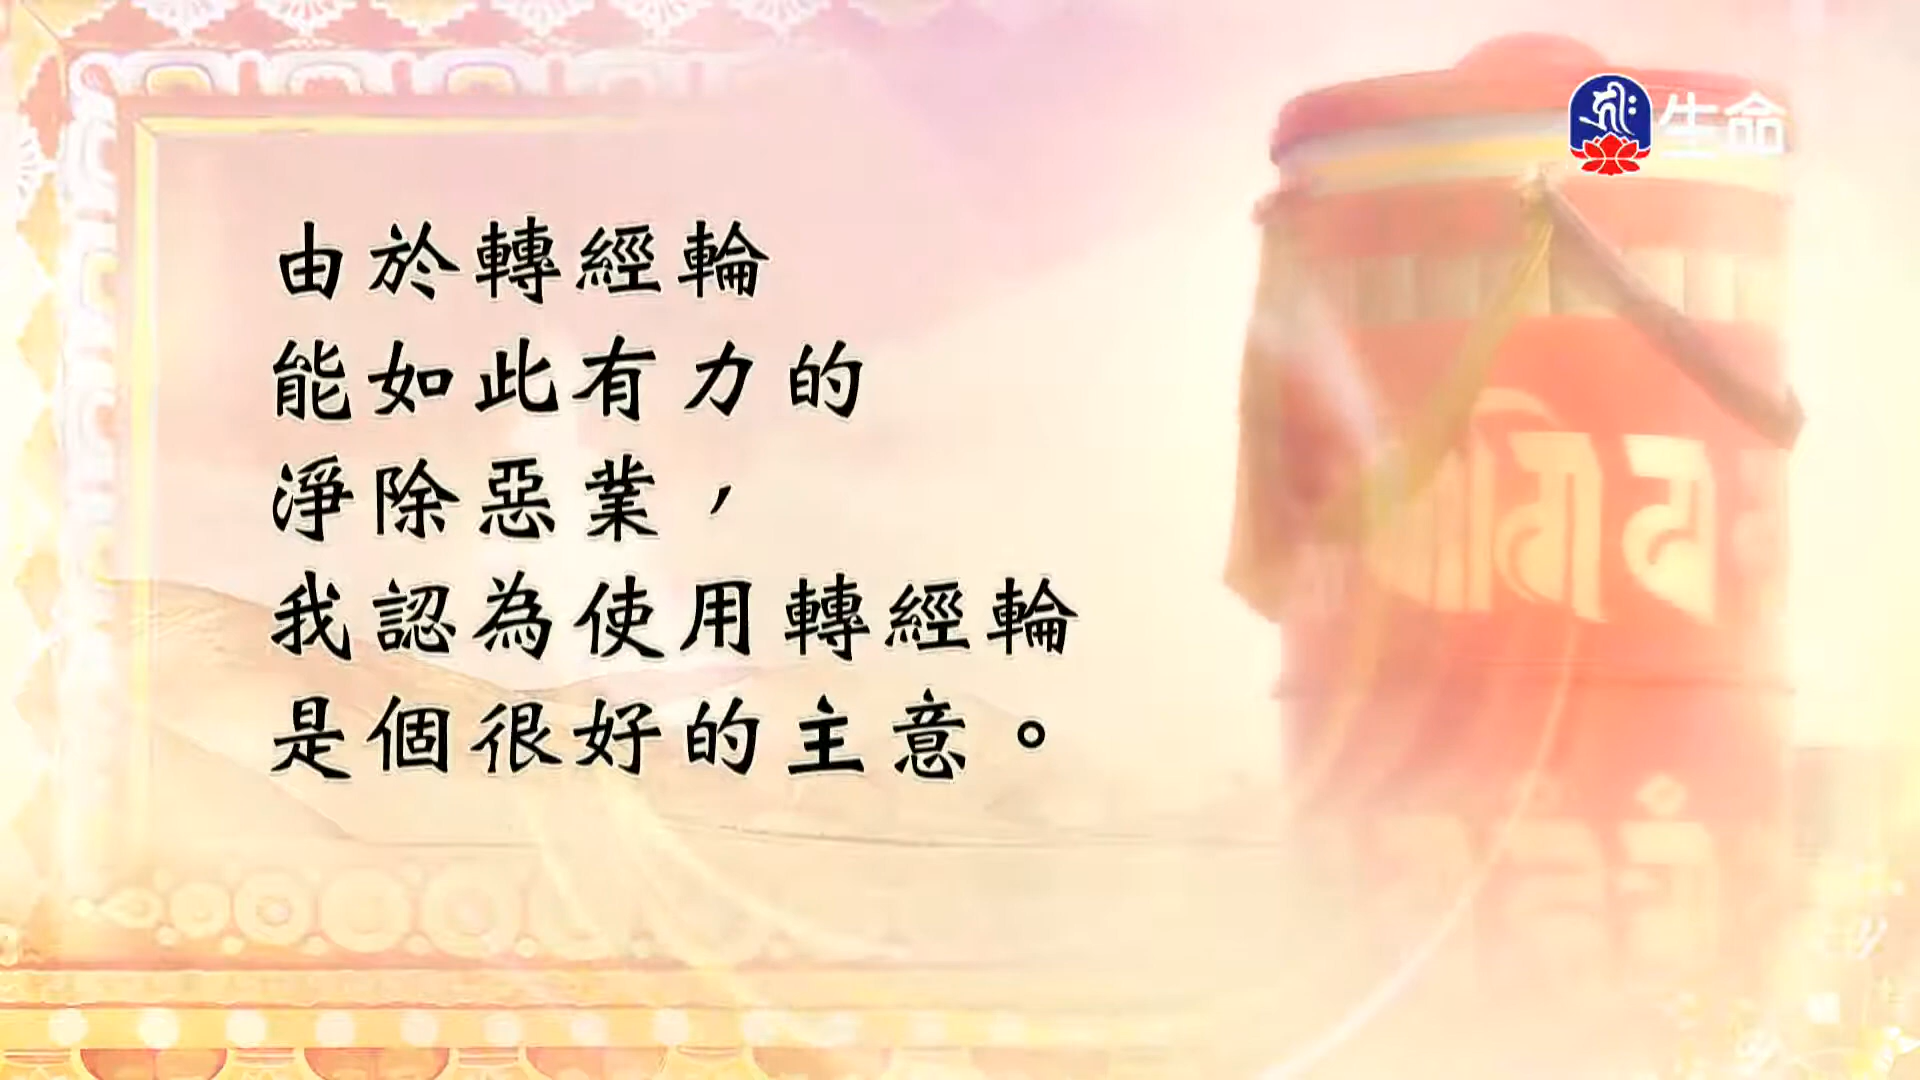 生命
由於轉經輪
能如此有力的
淨除惡業，
我認為使用轉經輪
是個很好的主意。